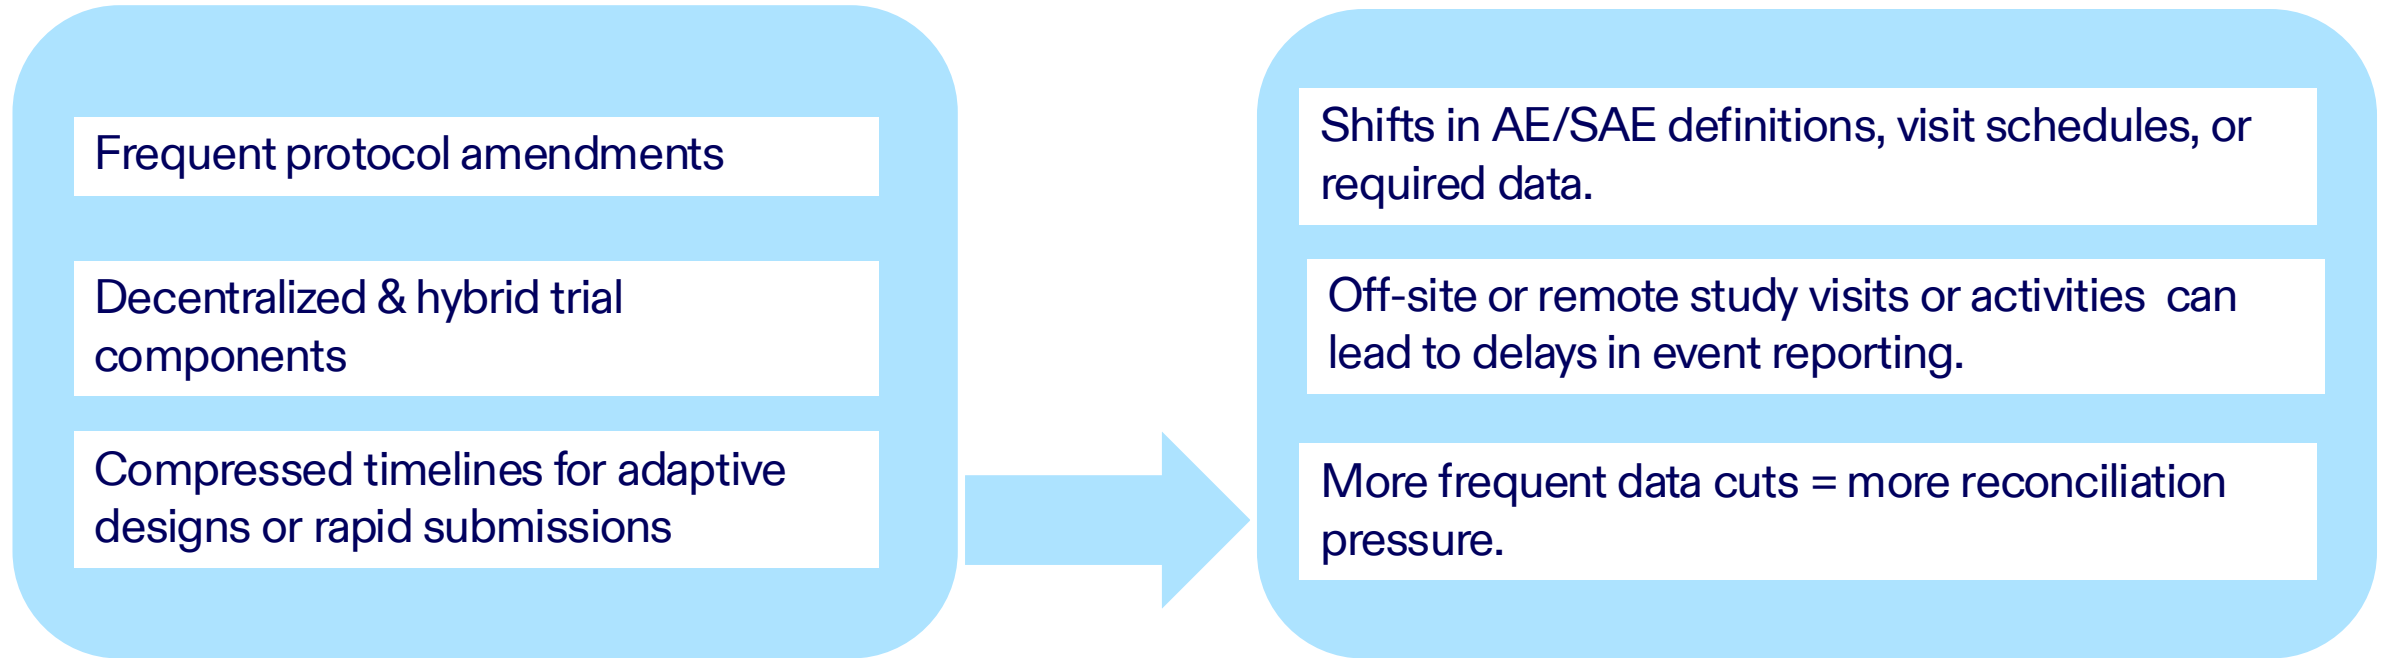 Frequent protocol amendments
Decentralized & hybrid trial
components
Compressed timelines for adaptive
designs or rapid submissions
Shifts in AE/SAE definitions, visit schedules, or
required data.
Off-site or remote study visits or activities  can
lead to delays in event reporting.
More frequent data cuts = more reconciliation
pressure.